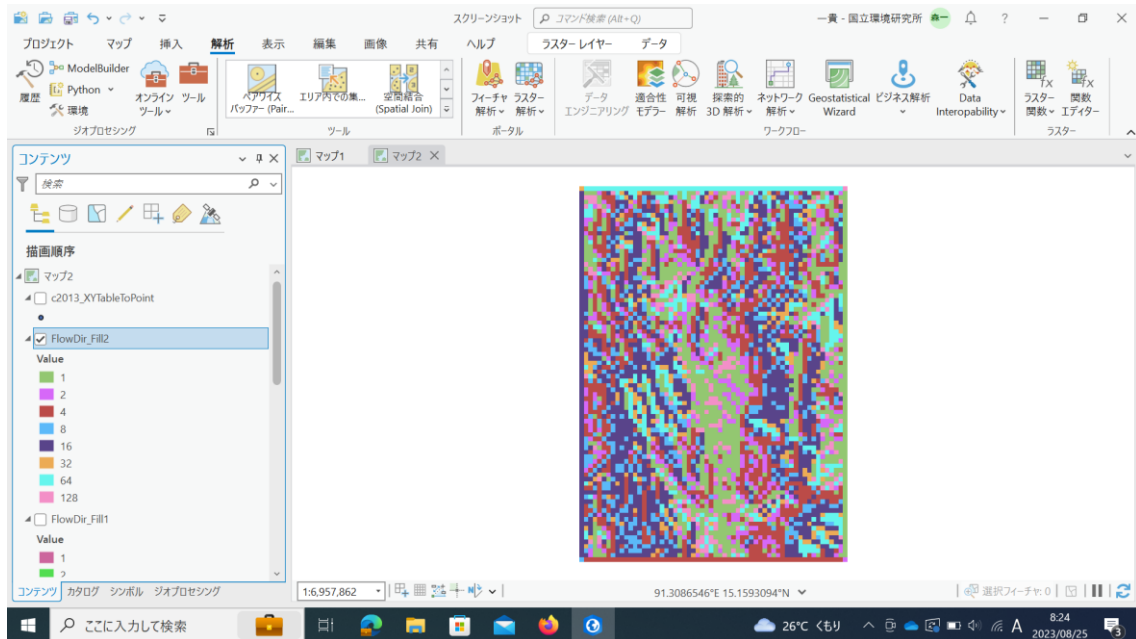 スクリーンショット
コマンド検索 (Alt+Q)
一貴 - 国立環境研究所
プロジェクト マップ 挿入 解析 表示 編集 画像 共有 ヘルプ ラスター レイヤー データ
履歴
ModelBuilder
Python
環境
オンライン ツール
ツール
ジオプロセシング
ペアワイズ バッファー (Pair...
エリア内での集...
空間結合 (Spatial Join)
ツール
フィーチャ 解析
ラスター 解析
ポータル
データ エンジニアリング
適合性 モデラー
可視 解析
探索的 3D 解析
ネットワーク 解析
Geostatistical Wizard
ビジネス解析
Data Interoperability
ワークフロー
ラスター 関数
関数 エディター
ラスター
コンテンツ
マップ1
マップ2
検索
描画順序
マップ2
c2013_XYTableToPoint
FlowDir_Fill2
Value
1
2
4
8
16
32
64
128
FlowDir_Fill1
Value
1
2
コンテンツ カタログ シンボル ジオプロセシング
1:6,957,862
91.3086546°E 15.1593094°N
選択フィーチャ: 0
ここに入力して検索
26°C くもり
A
8:24
2023/08/25
3